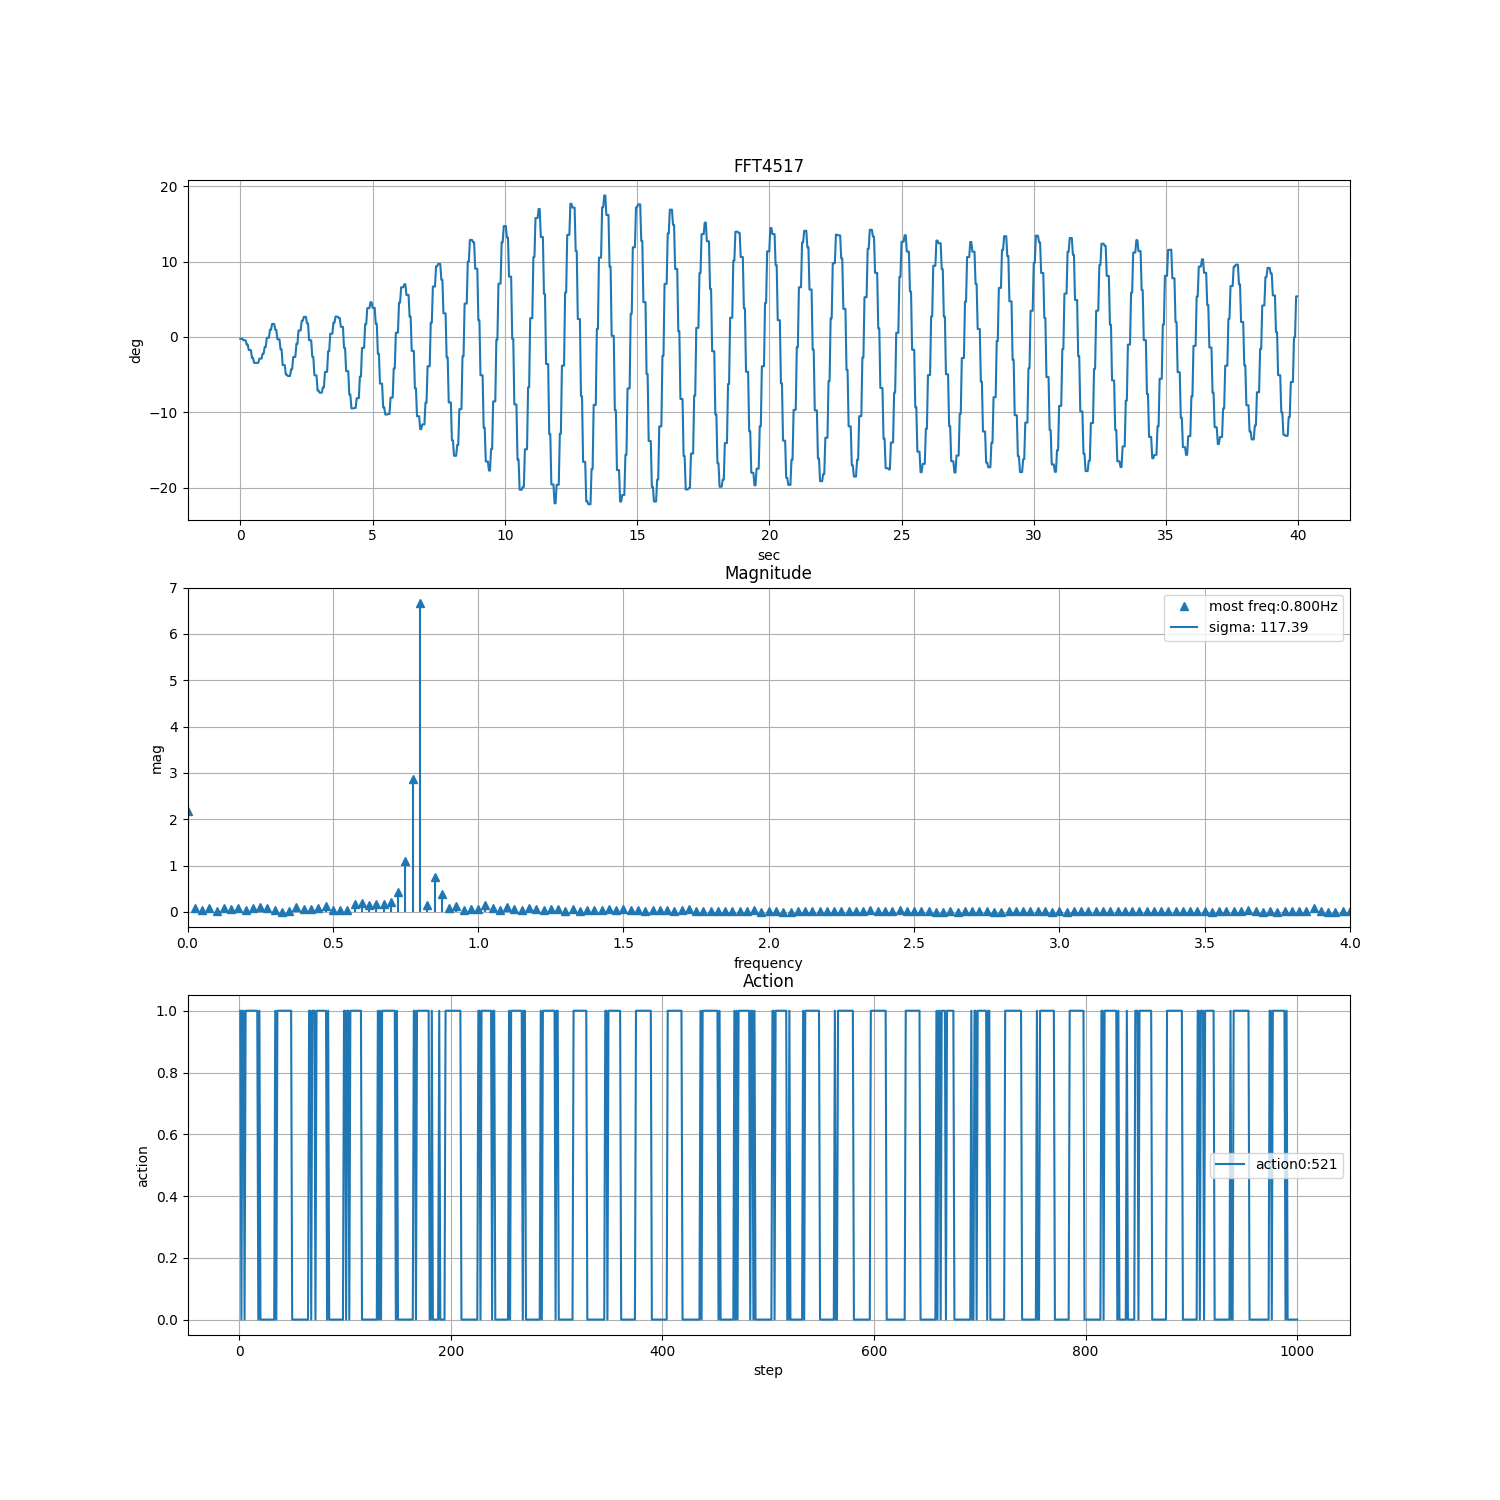 FFT4517
20
10
0
−10
−20
deg
0 5 10 15 20 25 30 35 40
sec
Magnitude
7
6
5
4
3
2
1
0
mag
most freq:0.800Hz
sigma: 117.39
0.0 0.5 1.0 1.5 2.0 2.5 3.0 3.5 4.0
frequency
Action
1.0
0.8
0.6
0.4
0.2
0.0
action
action0:521
0 200 400 600 800 1000
step